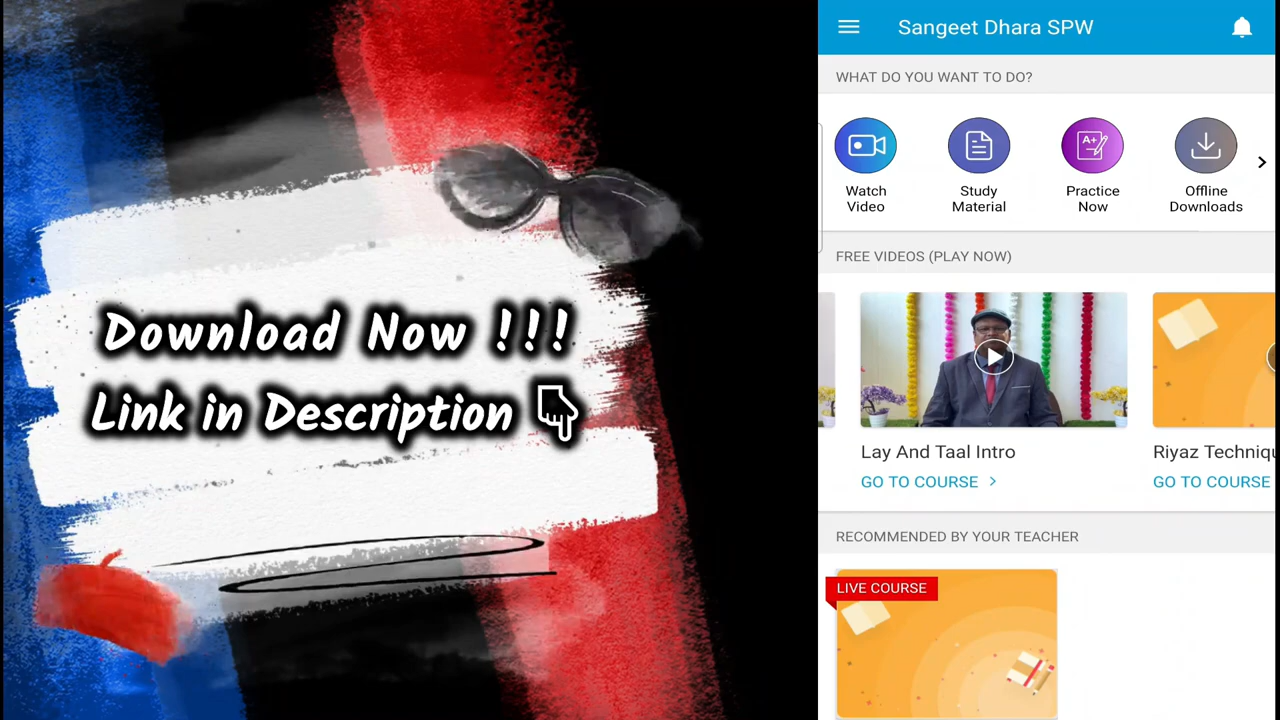 Download Now !!!
Link in Description 👇
Sangeet Dhara SPW
WHAT DO YOU WANT TO DO?
Watch
Video
Study
Material
A+
Practice
Now
Offline
Downloads
FREE VIDEOS (PLAY NOW)
Lay And Taal Intro
GO TO COURSE >
Riyaz Techniqu
GO TO COURSE
RECOMMENDED BY YOUR TEACHER
LIVE COURSE